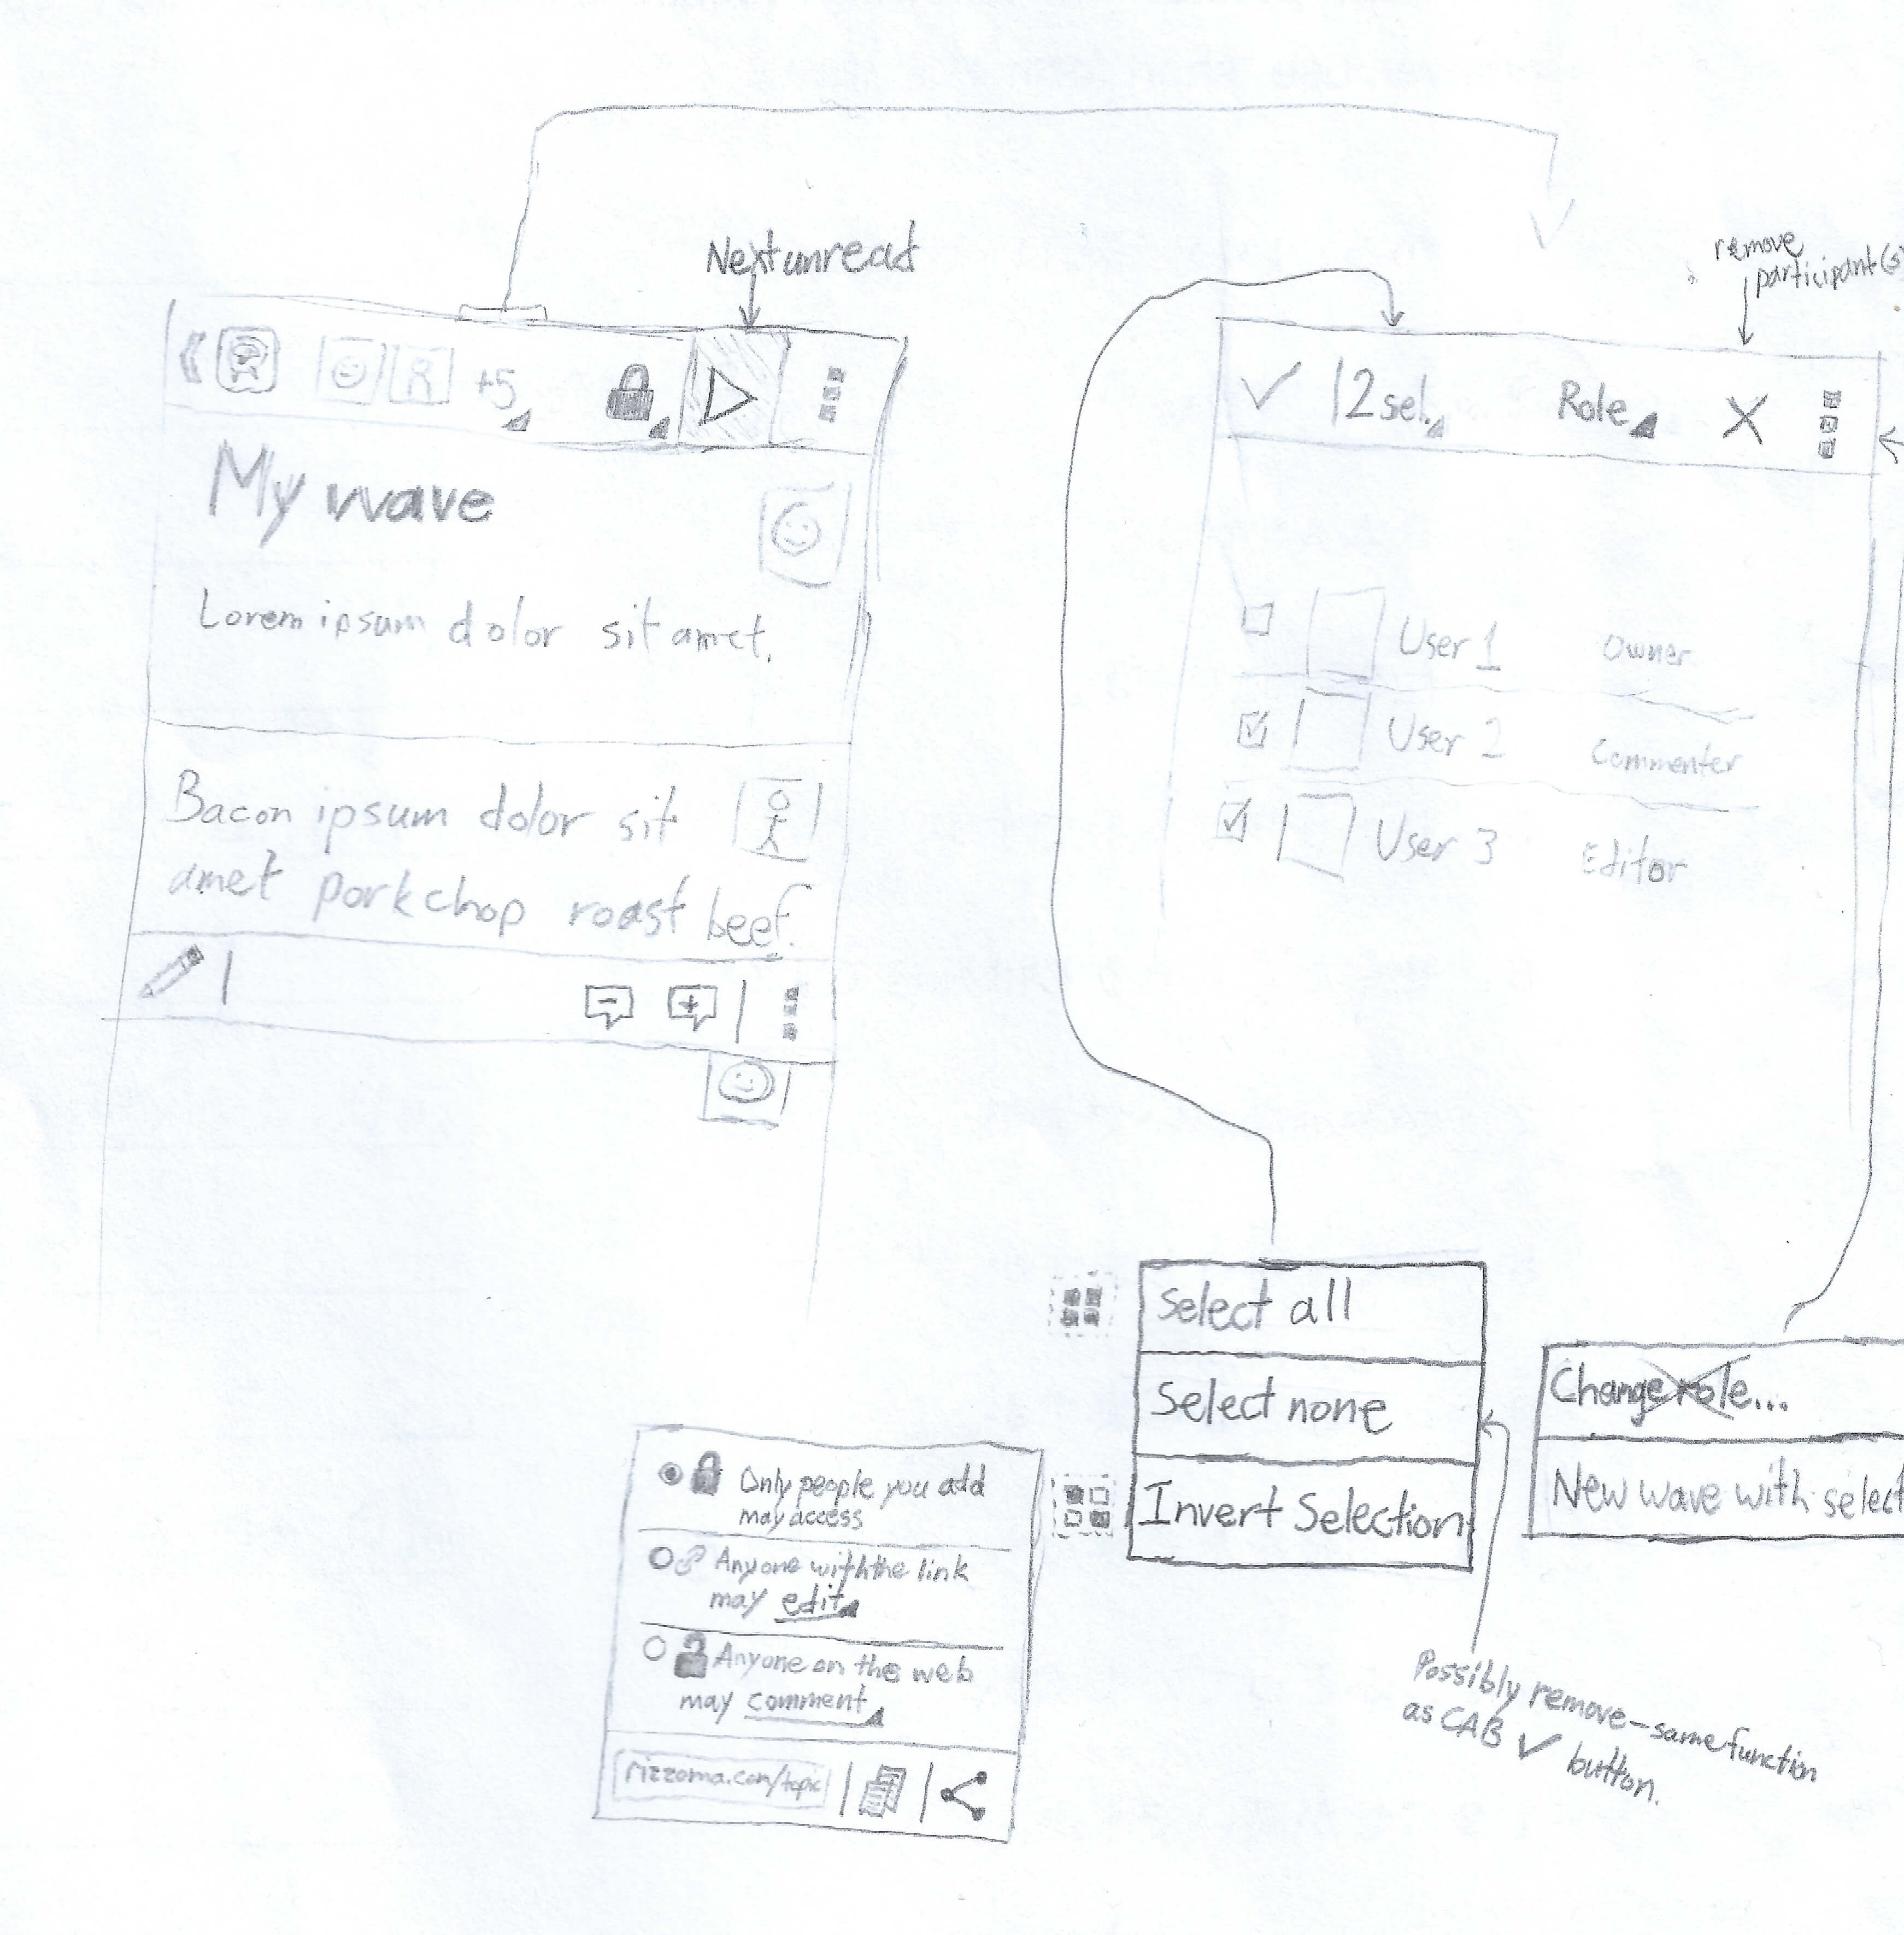 Next unread
remove
participant(s)
+5
2 sel.
Role
My wave
Lorem ipsum dolor sit amet.
User 1 Owner
User 2 Commenter
User 3 Editor
Bacon ipsum dolor sit
amet porkchop roast beef.
Select all
Select none
Invert Selection
Change role...
New wave with select
Only people you add
may access
Anyone with the link
may edit
Anyone on the web
may comment
rizzoma.com/topic
Possibly remove - same function
as CAB ✓ button.